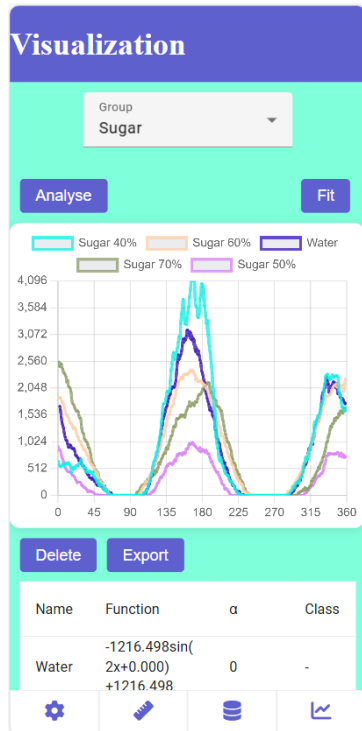 Visualization
Group
Sugar
Analyse
Fit
Sugar 40% Sugar 60% Water
Sugar 70% Sugar 50%
4,096
3,584
3,072
2,560
2,048
1,536
1,024
512
0
0 45 90 135 180 225 270 315 360
Delete Export
Name Function α Class
-1216.498sin(
Water 2x+0.000) 0 -
+1216.498